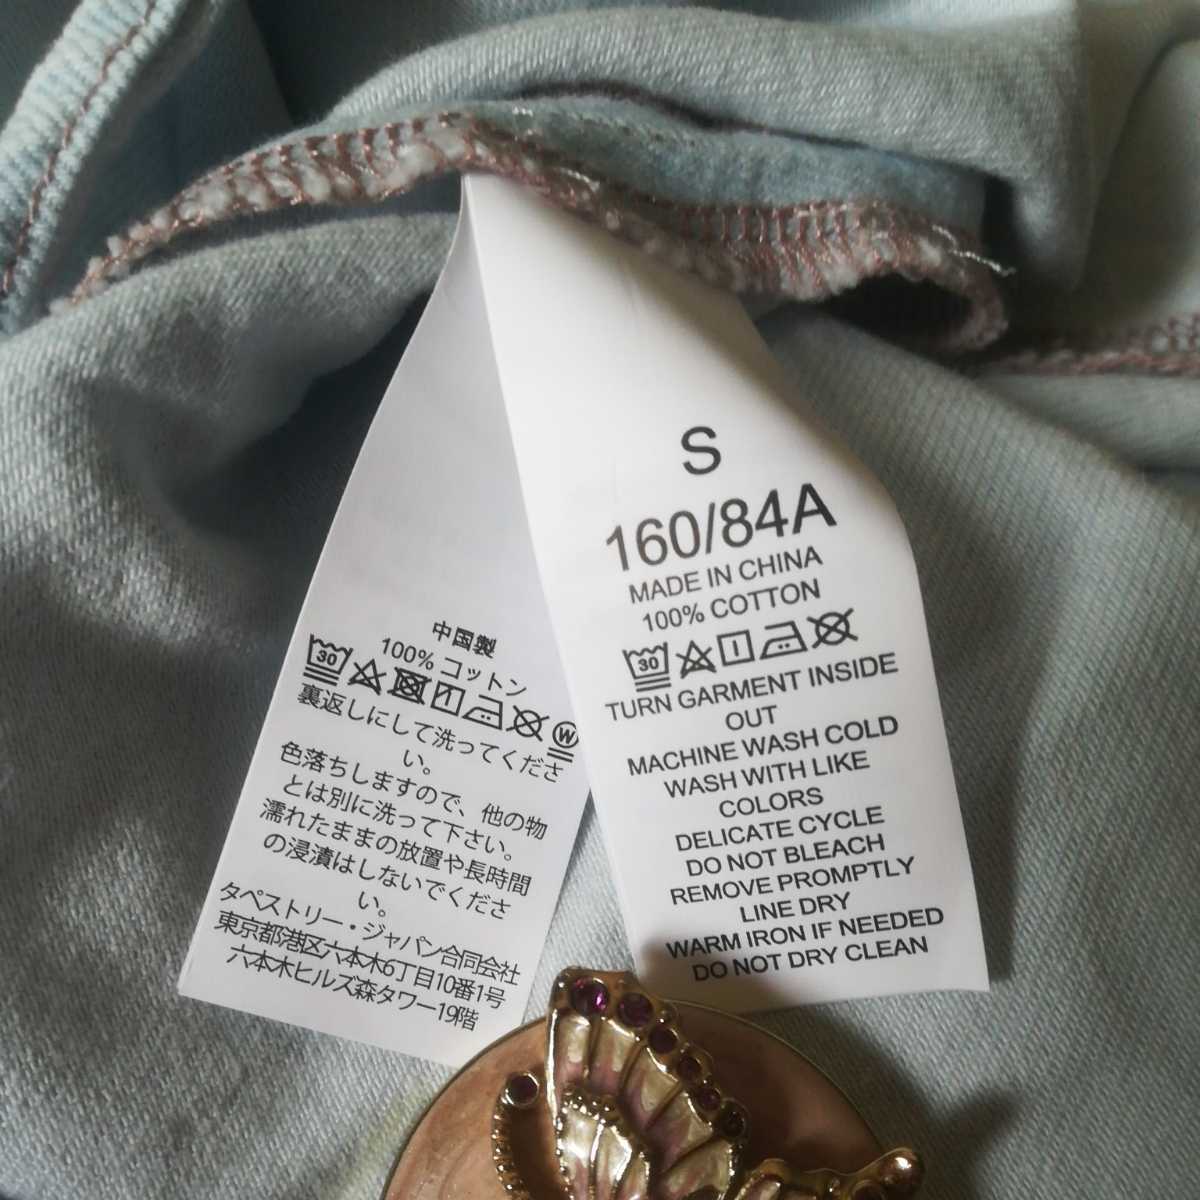 中国製
100% コットン
30
W
裏返しにして洗ってくださ
い。
色落ちしますので、他の物
とは別に洗って下さい。
濡れたままの放置や長時間
の浸漬はしないでくださ
い。
タペストリー・ジャパン合同会社
東京都港区六本木6丁目10番1号
六本木ヒルズ森タワー19階
S
160/84A
MADE IN CHINA
100% COTTON
30
TURN GARMENT INSIDE
OUT
MACHINE WASH COLD
WASH WITH LIKE
COLORS
DELICATE CYCLE
DO NOT BLEACH
REMOVE PROMPTLY
LINE DRY
WARM IRON IF NEEDED
DO NOT DRY CLEAN